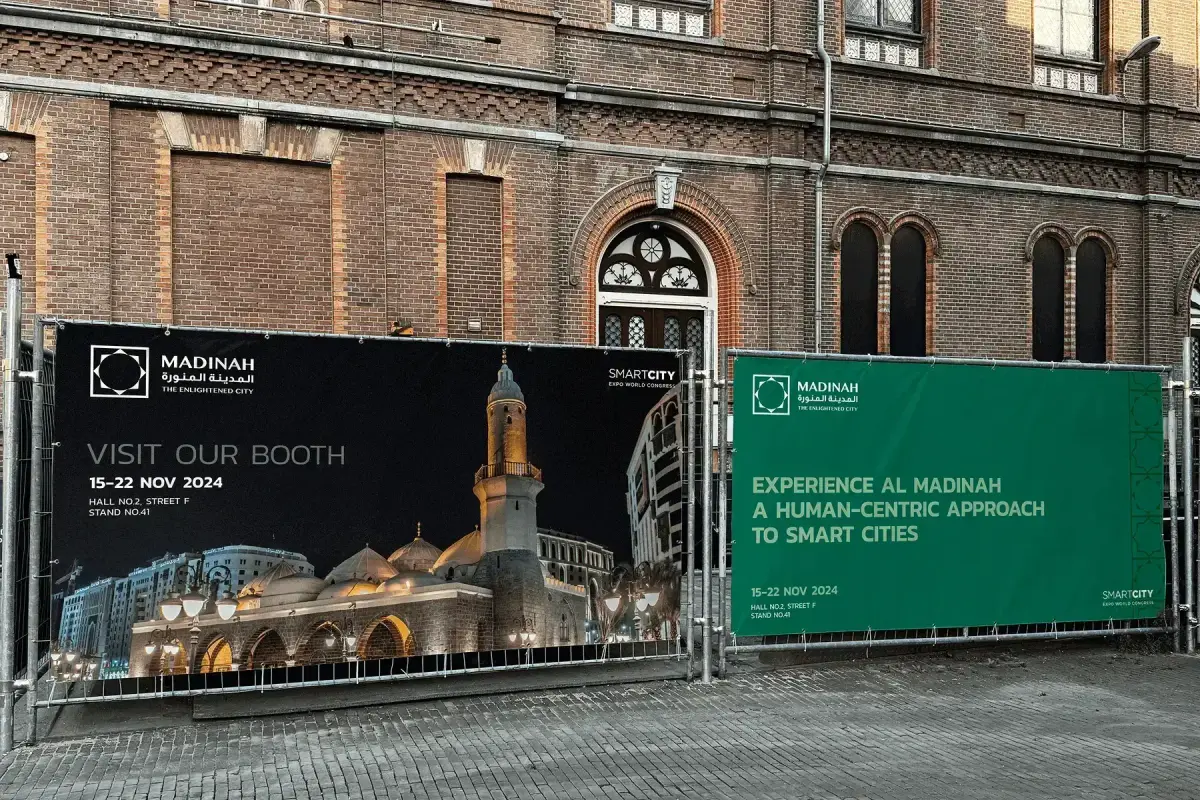 MADINAH
المدينة المنورة
THE ENLIGHTENED CITY
SMARTCITY
EXPO WORLD CONGRESS
VISIT OUR BOOTH
15-22 NOV 2024
HALL NO.2, STREET F
STAND NO.41
MADINAH
المدينة المنورة
THE ENLIGHTENED CITY
EXPERIENCE AL MADINAH
A HUMAN-CENTRIC APPROACH
TO SMART CITIES
15-22 NOV 2024
HALL NO.2, STREET F
STAND NO.41
SMARTCITY
EXPO WORLD CONGRESS